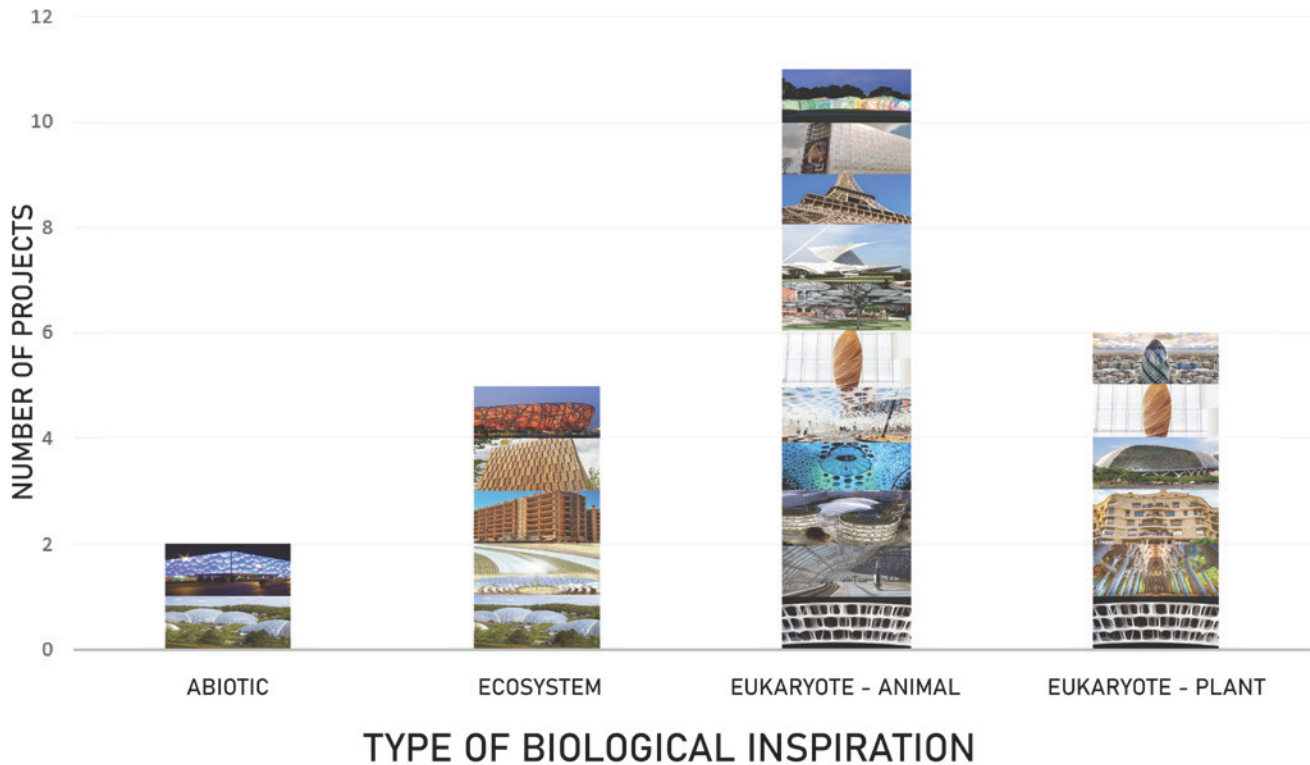 12
10
8
6
4
2
0
NUMBER OF PROJECTS
ABIOTIC
ECOSYSTEM
EUKARYOTE - ANIMAL
EUKARYOTE - PLANT
TYPE OF BIOLOGICAL INSPIRATION